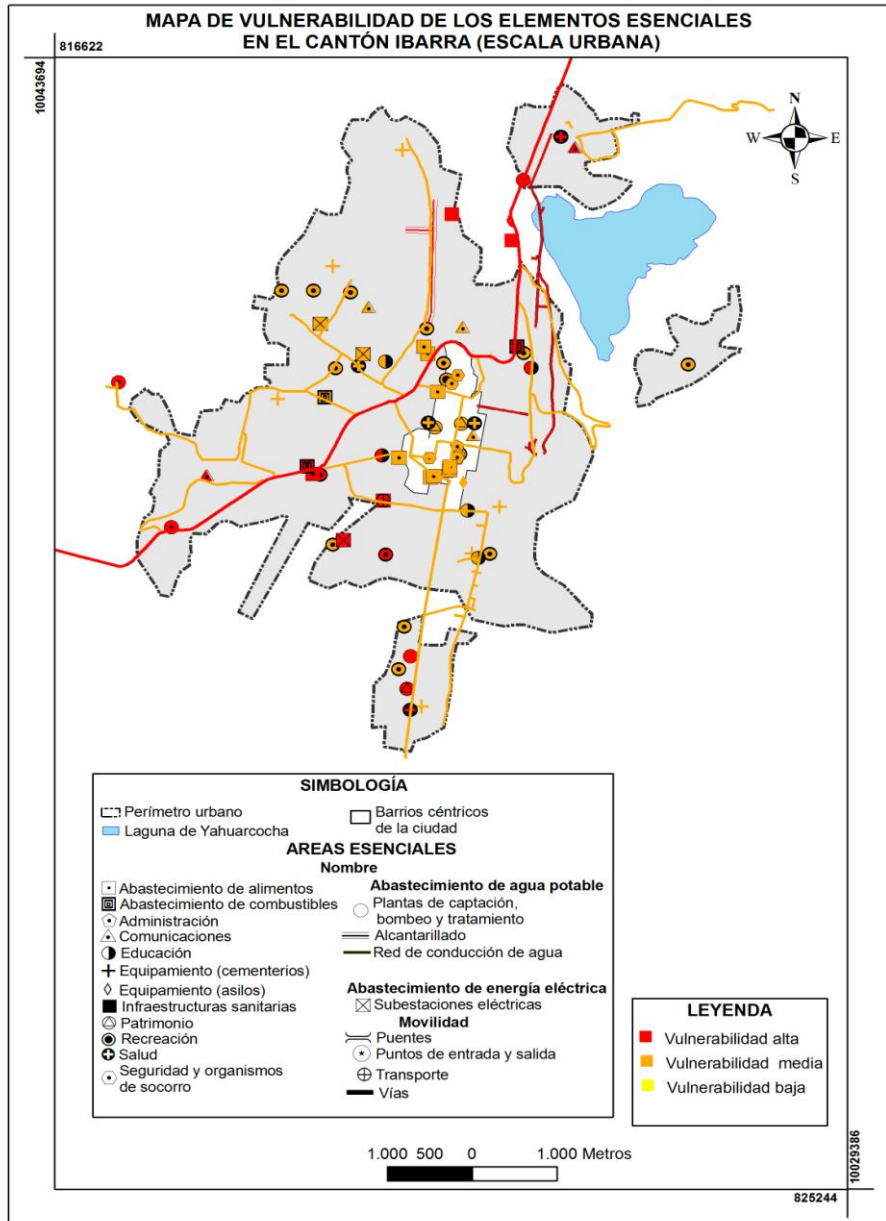 MAPA DE VULNERABILIDAD DE LOS ELEMENTOS ESENCIALES
EN EL CANTÓN IBARRA (ESCALA URBANA)
816622
10043694
N
W E
S
SIMBOLOGÍA
Perímetro urbano
Laguna de Yahuarcocha
Barrios céntricos
de la ciudad
AREAS ESENCIALES
Nombre
Abastecimiento de alimentos
Abastecimiento de combustibles
Administración
Comunicaciones
Educación
Equipamiento (cementerios)
Equipamiento (asilos)
Infraestructuras sanitarias
Patrimonio
Recreación
Salud
Seguridad y organismos
de socorro
Abastecimiento de agua potable
Plantas de captación,
bombeo y tratamiento
Alcantarillado
Red de conducción de agua
Abastecimiento de energía eléctrica
Subestaciones eléctricas
Movilidad
Puentes
Puntos de entrada y salida
Transporte
Vías
LEYENDA
Vulnerabilidad alta
Vulnerabilidad media
Vulnerabilidad baja
1.000 500 0 1.000 Metros
10029386
825244